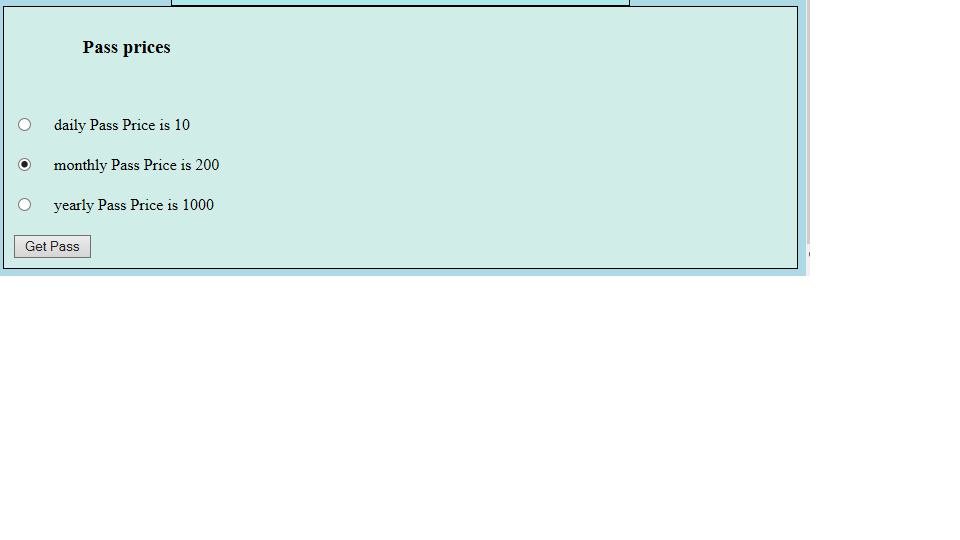 Pass prices
daily Pass Price is 10
monthly Pass Price is 200
yearly Pass Price is 1000
Get Pass